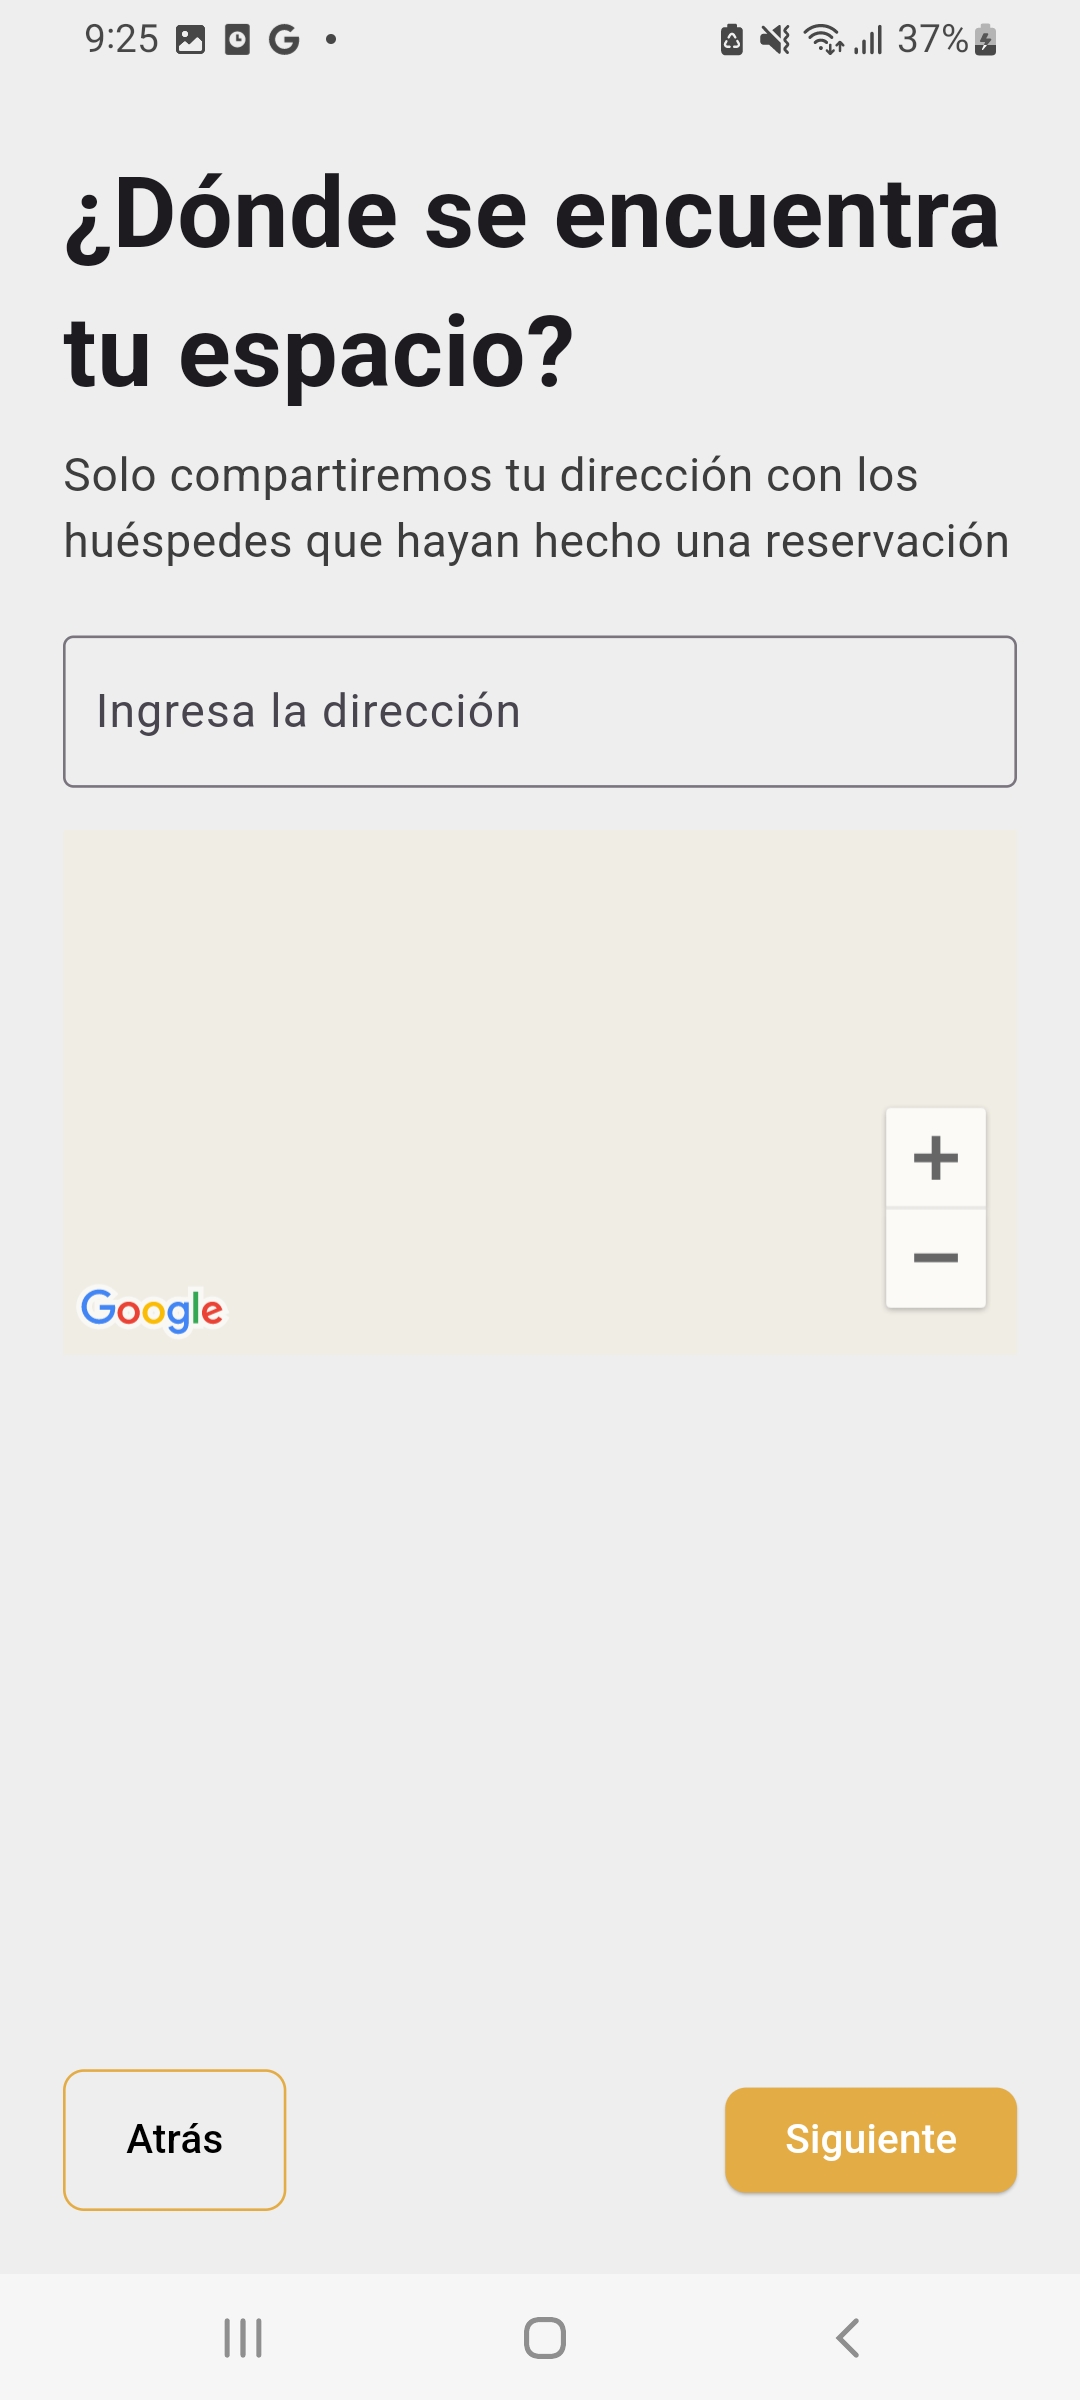 9:25
37%
¿Dónde se encuentra
tu espacio?
Solo compartiremos tu dirección con los
huéspedes que hayan hecho una reservación
Ingresa la dirección
Google
Atrás
Siguiente